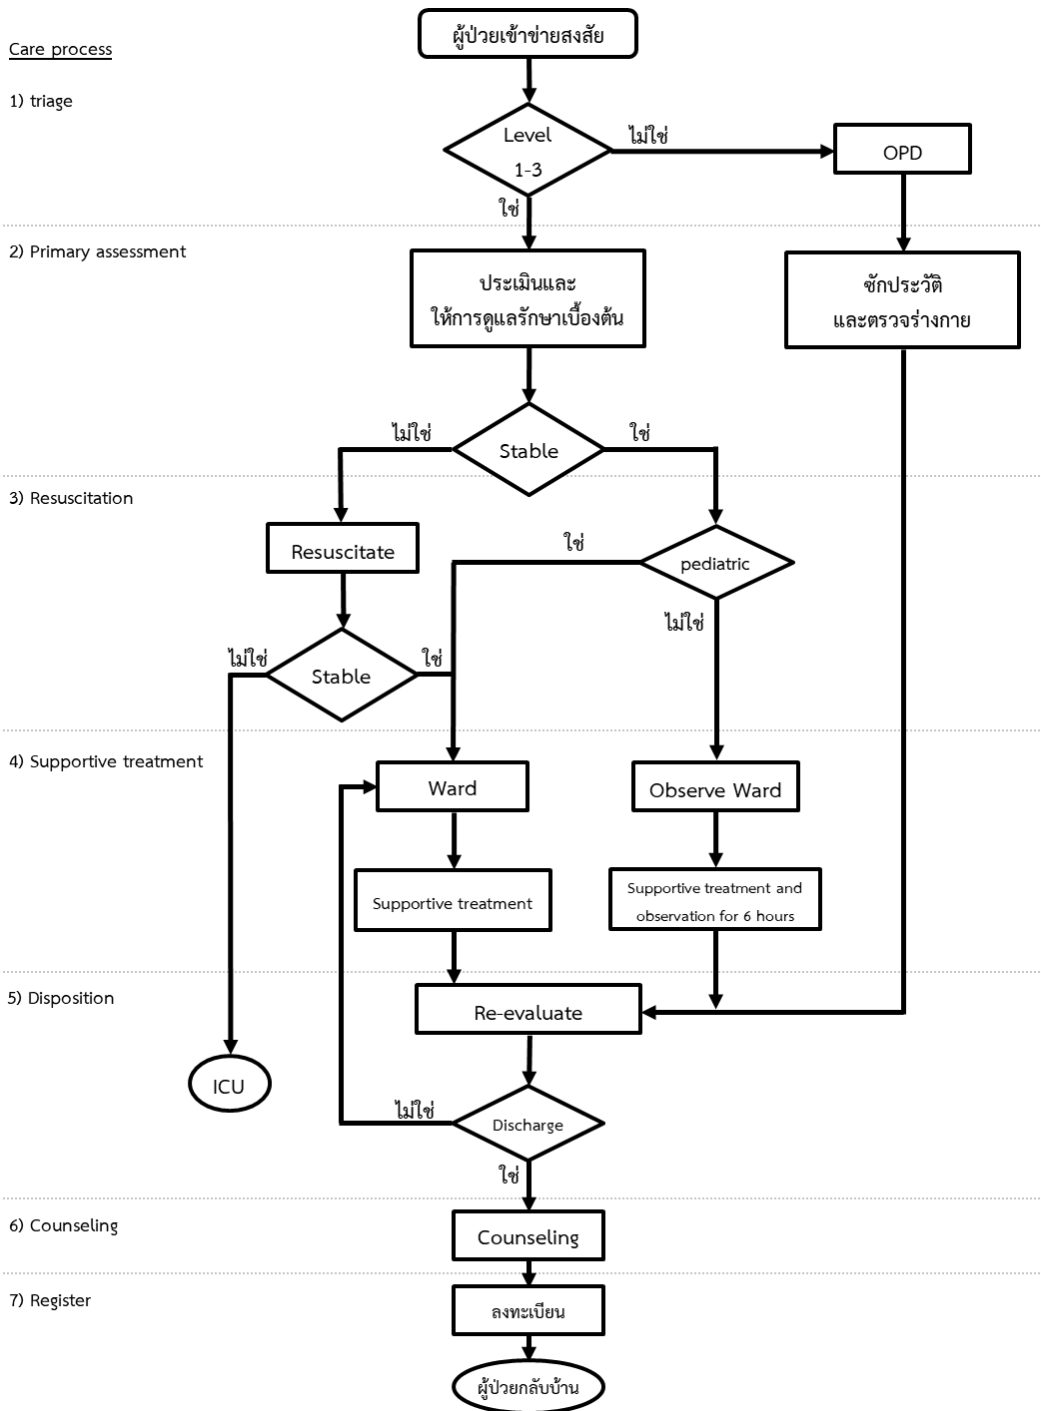 ผู้ป่วยเข้าข่ายสงสัย
Care process
1) triage
Level
1-3
ไม่ใช่
OPD
ใช่
2) Primary assessment
ประเมินและ
ให้การดูแลรักษาเบื้องต้น
ซักประวัติ
และตรวจร่างกาย
ไม่ใช่
Stable
ใช่
3) Resuscitation
Resuscitate
ใช่
pediatric
ไม่ใช่
ไม่ใช่
Stable
ใช่
4) Supportive treatment
Ward
Observe Ward
Supportive treatment
Supportive treatment and
observation for 6 hours
5) Disposition
Re-evaluate
ICU
ไม่ใช่
Discharge
ใช่
6) Counseling
Counseling
7) Register
ลงทะเบียน
ผู้ป่วยกลับบ้าน